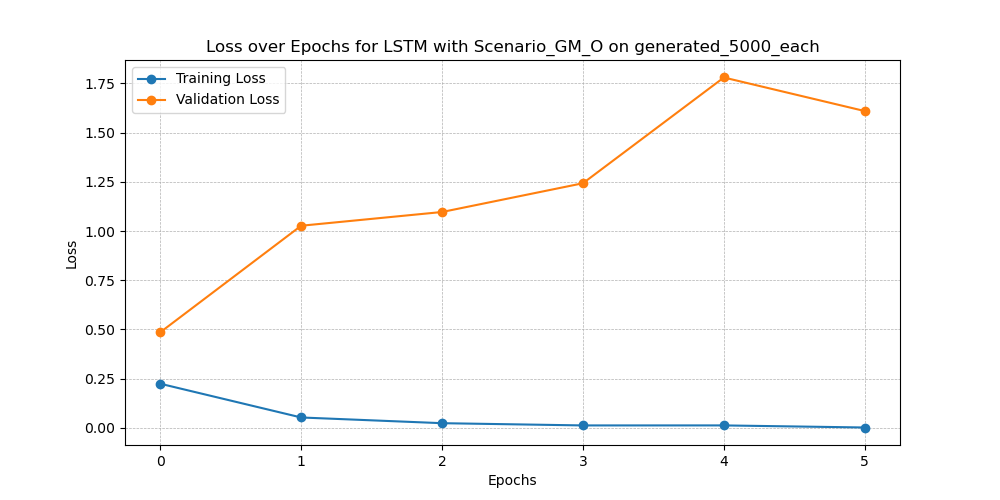 Loss over Epochs for LSTM with Scenario_GM_O on generated_5000_each
Training Loss
Validation Loss
1.75
1.50
1.25
1.00
0.75
0.50
0.25
0.00
Loss
0 1 2 3 4 5
Epochs